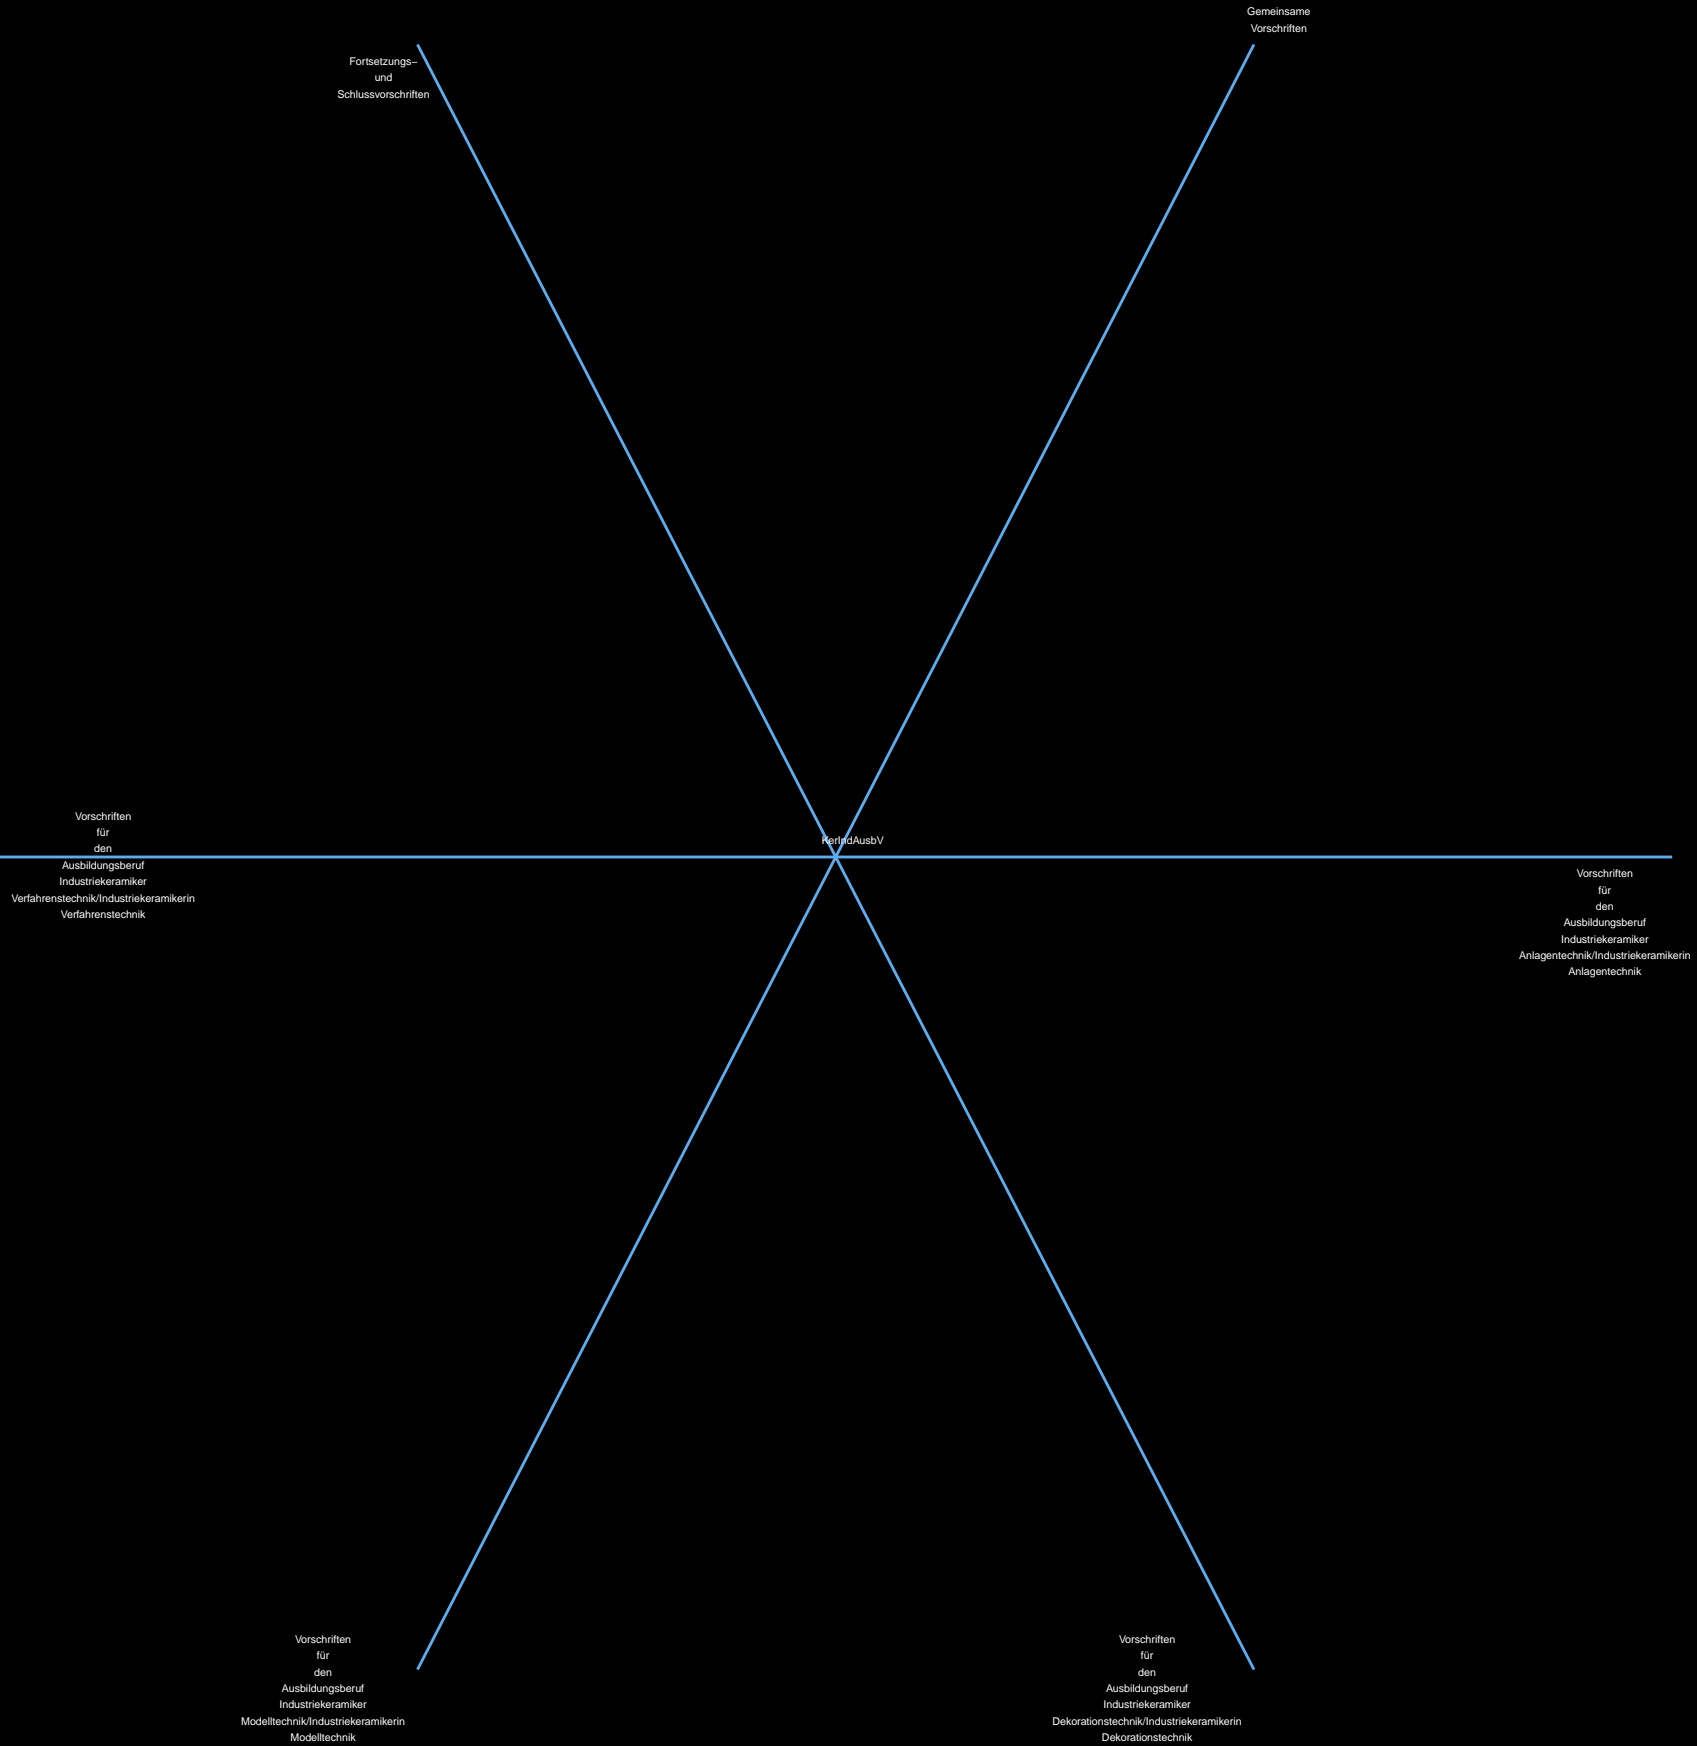 Gemeinsame
Vorschriften
Fortsetzungs–
und
Schlussvorschriften
Vorschriften
für
den
Ausbildungsberuf
Industriekeramiker
Verfahrenstechnik/Industriekeramikerin
Verfahrenstechnik
KerIndAusbV
Vorschriften
für
den
Ausbildungsberuf
Industriekeramiker
Anlagentechnik/Industriekeramikerin
Anlagentechnik
Vorschriften
für
den
Ausbildungsberuf
Industriekeramiker
Modelltechnik/Industriekeramikerin
Modelltechnik
Vorschriften
für
den
Ausbildungsberuf
Industriekeramiker
Dekorationstechnik/Industriekeramikerin
Dekorationstechnik